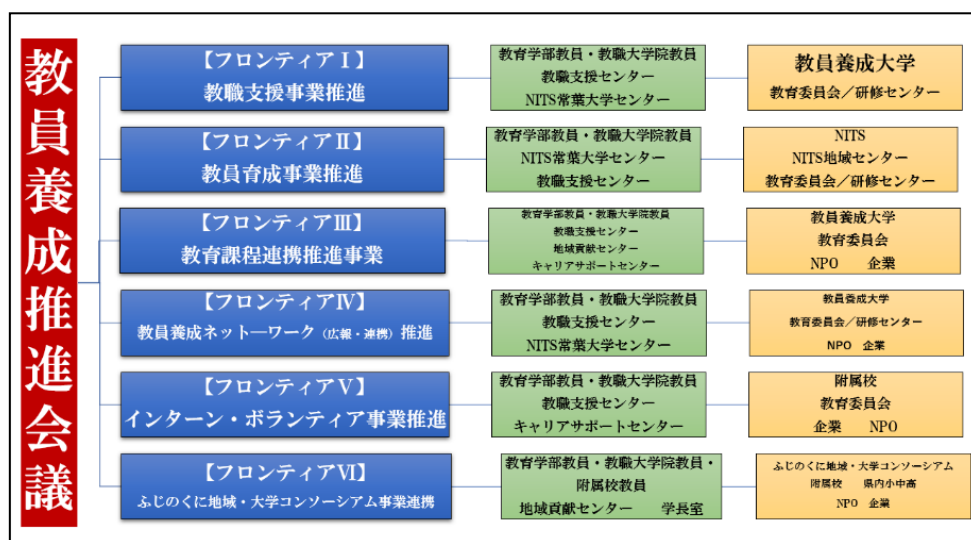 教員養成推進会議
【フロンティアⅠ】
教職支援事業推進
教育学部教員・教職大学院教員
教職支援センター
NITS常葉大学センター
教員養成大学
教育委員会／研修センター
【フロンティアⅡ】
教員育成事業推進
教育学部教員・教職大学院教員
NITS常葉大学センター
教職支援センター
NITS
NITS地域センター
教育委員会／研修センター
【フロンティアⅢ】
教育課程連携推進事業
教育学部教員・教職大学院教員
教職支援センター
地域貢献センター
キャリアサポートセンター
教員養成大学
教育委員会
NPO 企業
【フロンティアⅣ】
教員養成ネット―ワーク（広報・連携）推進
教育学部教員・教職大学院教員
教職支援センター
NITS常葉大学センター
教員養成大学
教育委員会／研修センター
NPO 企業
【フロンティアⅤ】
インターン・ボランティア事業推進
教育学部教員・教職大学院教員
教職支援センター
キャリアサポートセンター
附属校
教育委員会
企業 NPO
【フロンティアⅥ】
ふじのくに地域・大学コンソーシアム事業連携
教育学部教員・教職大学院教員・
附属校教員
地域貢献センター 学長室
ふじのくに地域・大学コンソーシアム
附属校 県内小中高
NPO 企業